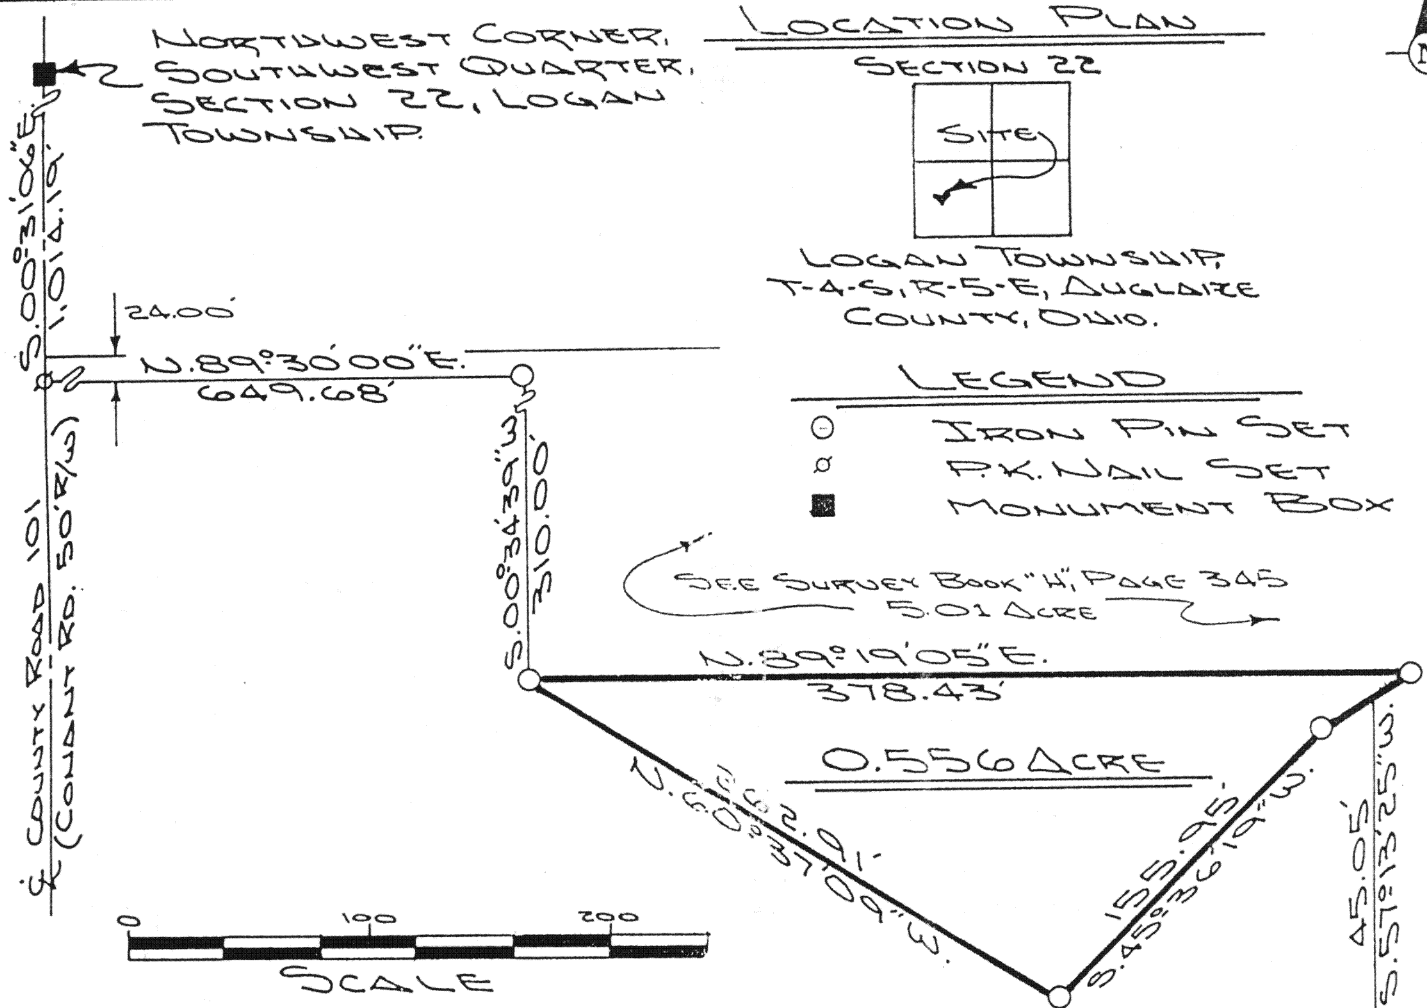 NORTHWEST CORNER,
SOUTHWEST QUARTER,
SECTION 22, LOGAN
TOWNSHIP.
LOCATION PLAN
SECTION 22
SITE
LOGAN TOWNSHIP,
T-4-S, R-5-E, AUGLAIZE
COUNTY, OHIO.
N
S.00°31'06"E.
1,014.19'
24.00'
N.89°30'00"E.
649.68'
LEGEND
IRON PIN SET
P.K. NAIL SET
MONUMENT BOX
S.00°34'39"W
310.00'
SEE SURVEY BOOK "H", PAGE 345
5.01 ACRE
℄ COUNTY ROAD 101
(CONANT RD. 50' R/W)
N.89°19'05"E.
378.43'
0.556 ACRE
262.91'
N.60°37'09"W.
155.95'
S.45°36'19"W.
45.05'
S.57°13'25"W.
0 100 200
SCALE